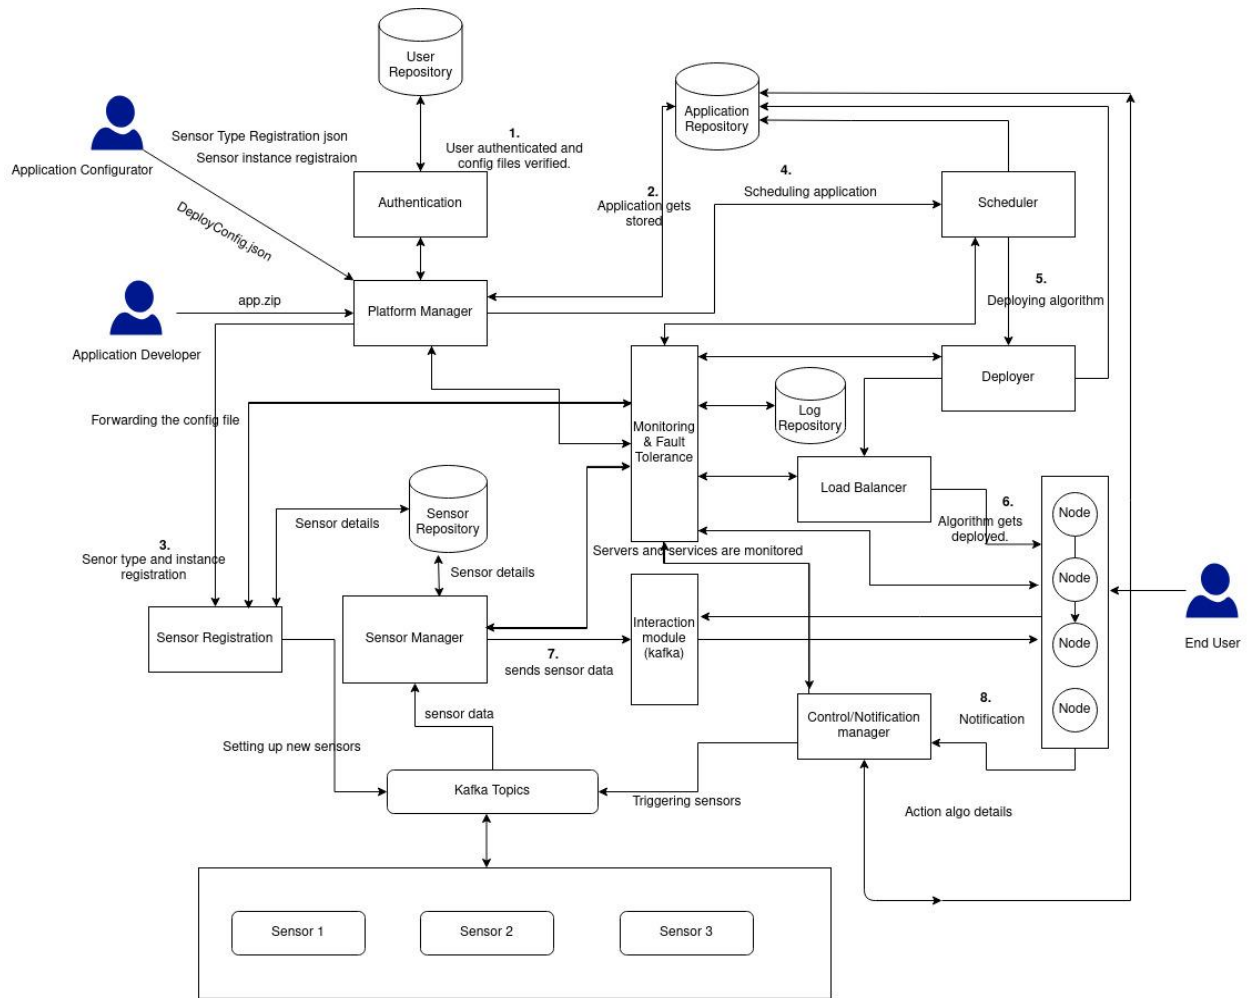 User
Repository
Application
Repository
Sensor Type Registration json
Sensor instance registraion
1.
User authenticated and
config files verified.
Application Configurator
DeployConfig.json
Authentication
2.
Application gets
stored
4.
Scheduling application
Scheduler
app.zip
Platform Manager
5.
Deploying algorithm
Application Developer
Deployer
Forwarding the config file
Monitoring
& Fault
Tolerance
Log
Repository
Load Balancer
Sensor details
Sensor
Repository
6.
Algorithm gets
deployed.
Node
3.
Senor type and instance
registration
Servers and services are monitored
Sensor details
Node
Sensor Registration
Sensor Manager
Interaction
module
(kafka)
Node
End User
7.
sends sensor data
sensor data
Control/Notification
manager
8.
Notification
Node
Setting up new sensors
Kafka Topics
Triggering sensors
Action algo details
Sensor 1
Sensor 2
Sensor 3